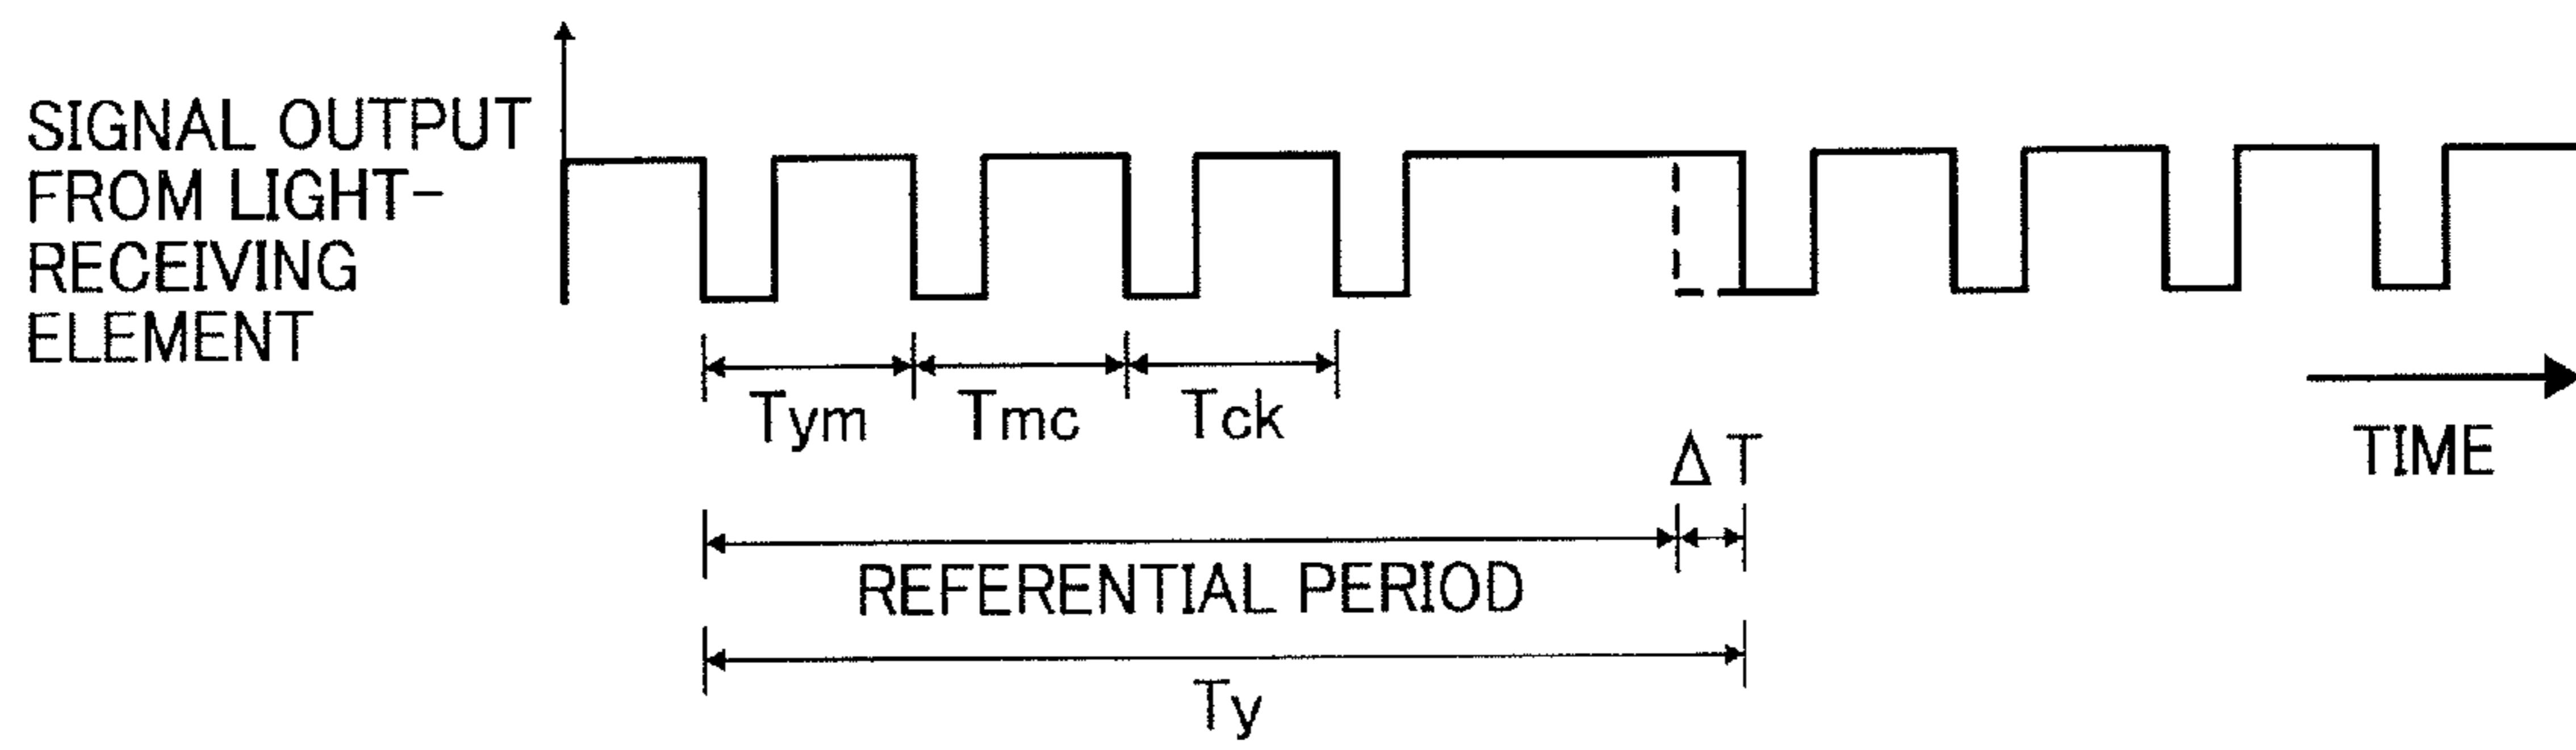 SIGNAL OUTPUT
FROM LIGHT-
RECEIVING
ELEMENT
Tym
Tmc
Tck
ΔT
TIME
REFERENTIAL PERIOD
Ty